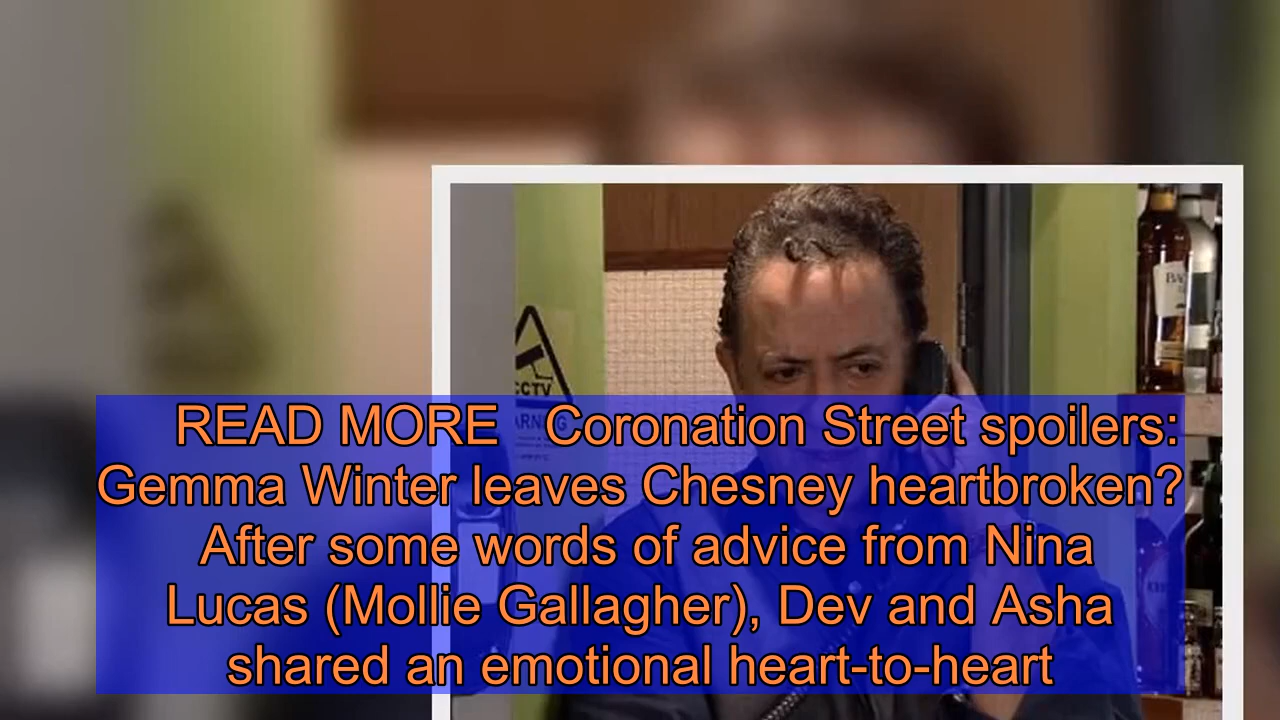 READ MORE   Coronation Street spoilers:
Gemma Winter leaves Chesney heartbroken?
After some words of advice from Nina
Lucas (Mollie Gallagher), Dev and Asha
shared an emotional heart-to-heart
CCTV